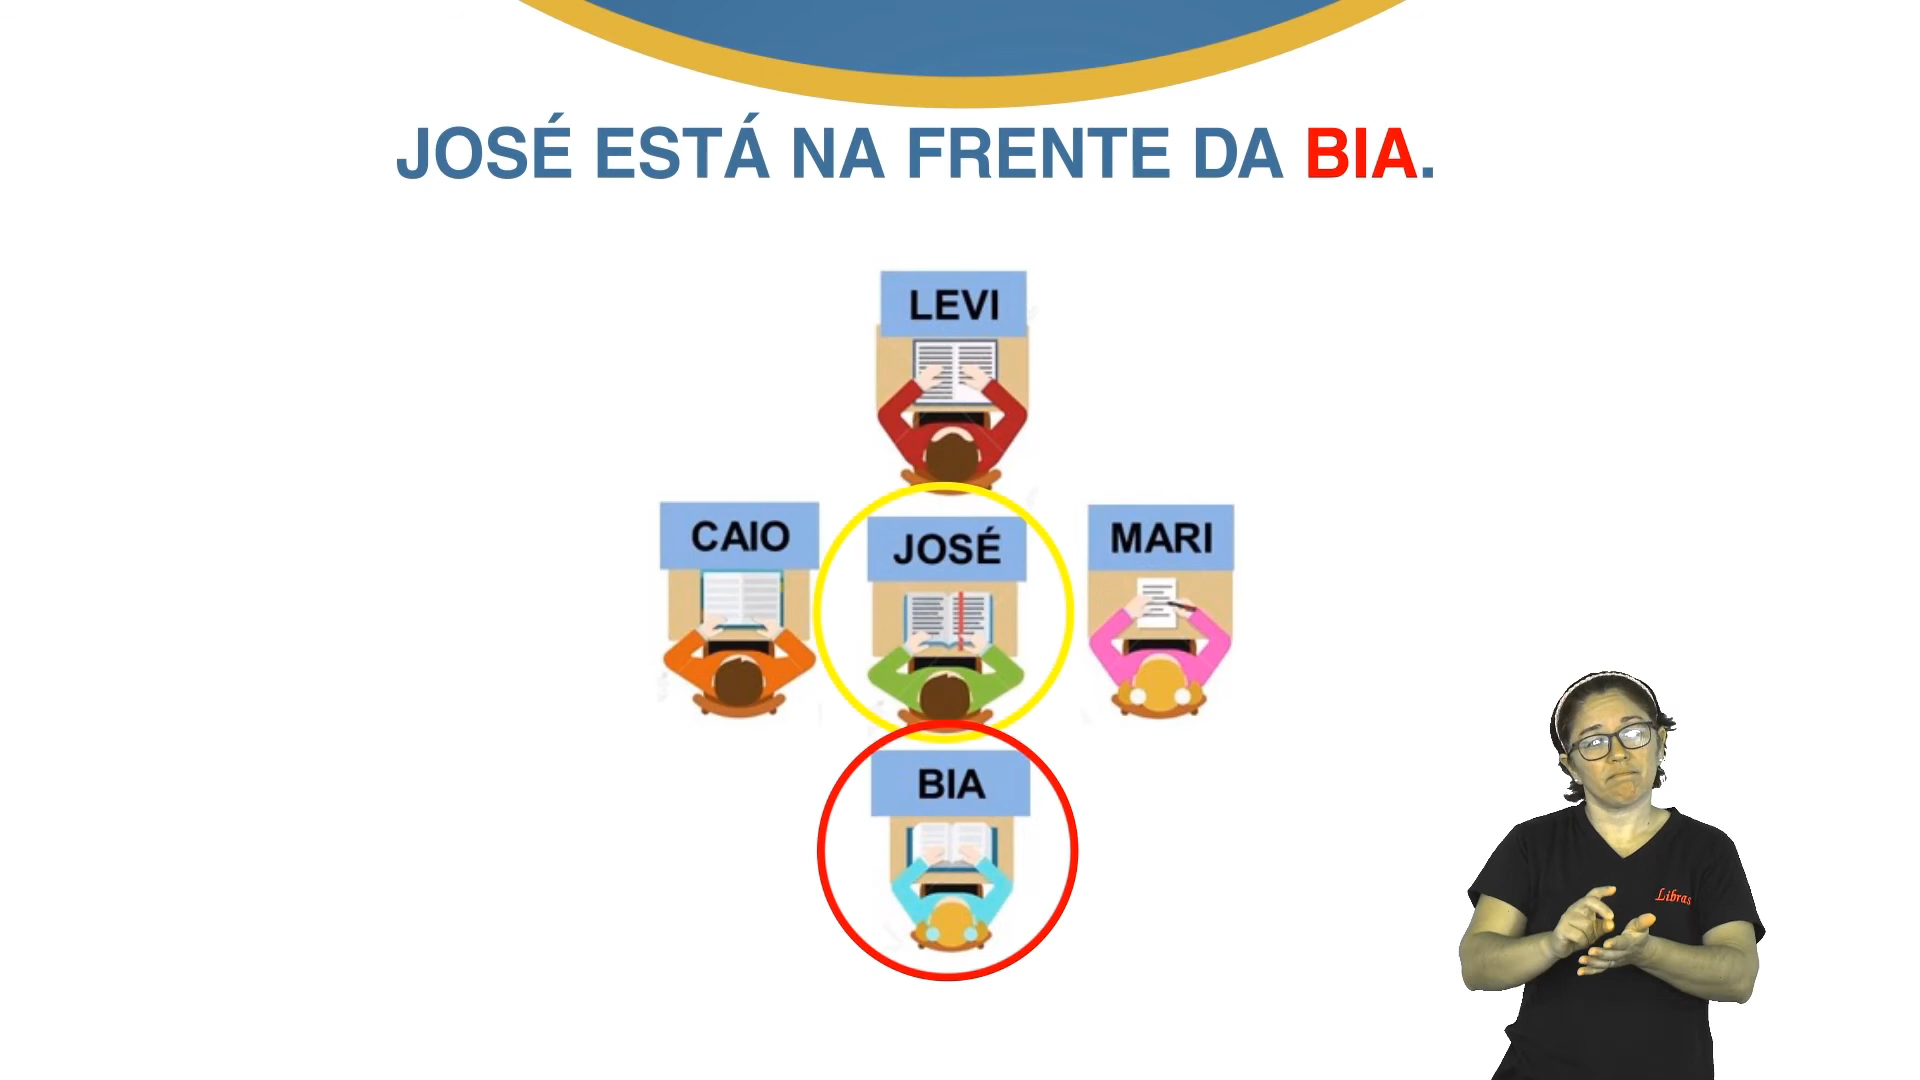 JOSÉ ESTÁ NA FRENTE DA BIA.
LEVI
CAIO
JOSÉ
MARI
BIA
Libras